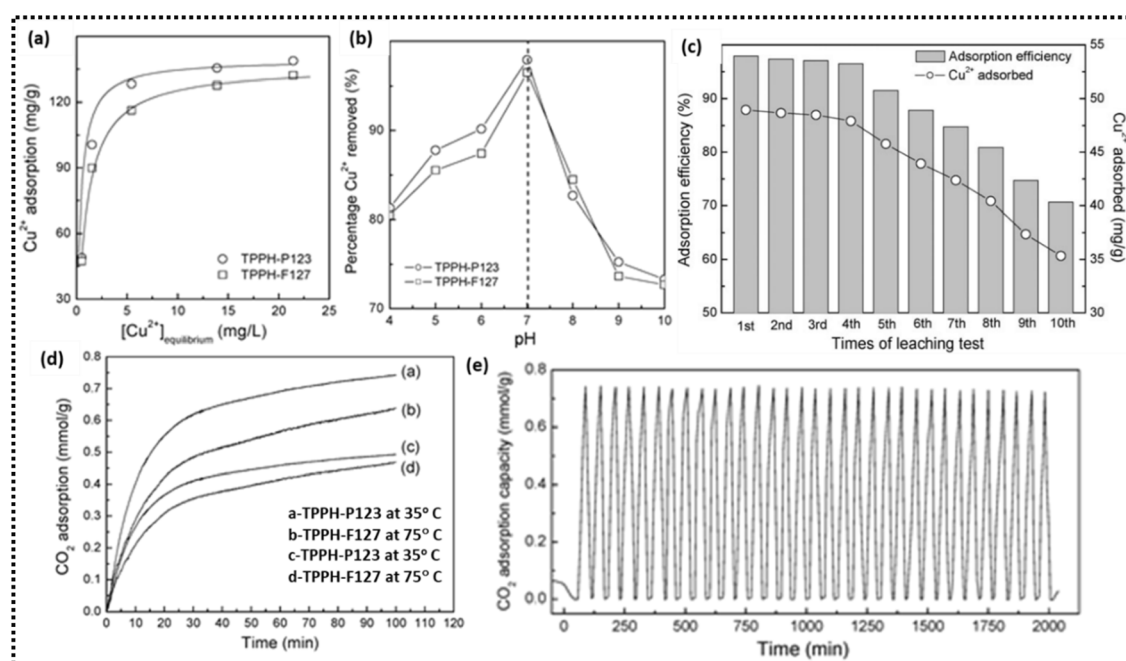 (a)
Cu²⁺ adsorption (mg/g)
130
90
60
30
0
5
10
15
20
25
[Cu²⁺]equilibrium (mg/L)
TPPH-P123
TPPH-F127
(b)
Percentage Cu²⁺ removed (%)
90
80
70
4
5
6
7
8
9
10
pH
TPPH-P123
TPPH-F127
(c)
Adsorption efficiency
Cu²⁺ adsorbed
Adsorption efficiency (%)
90
80
70
60
50
55
50
45
40
35
30
Cu²⁺ adsorbed (mg/g)
1st 2nd 3rd 4th 5th 6th 7th 8th 9th 10th
Times of leaching test
(d)
CO₂ adsorption (mmol/g)
0.8
0.7
0.6
0.5
0.4
0.3
0.2
0.1
0.0
0 10 20 30 40 50 60 70 80 90 100 110 120
Time (min)
(a)
(b)
(c)
(d)
a-TPPH-P123 at 35° C
b-TPPH-F127 at 75° C
c-TPPH-P123 at 35° C
d-TPPH-F127 at 75° C
(e)
CO₂ adsorption capacity (mmol/g)
0.8
0.6
0.4
0.2
0.0
0 250 500 750 1000 1250 1500 1750 2000
Time (min)